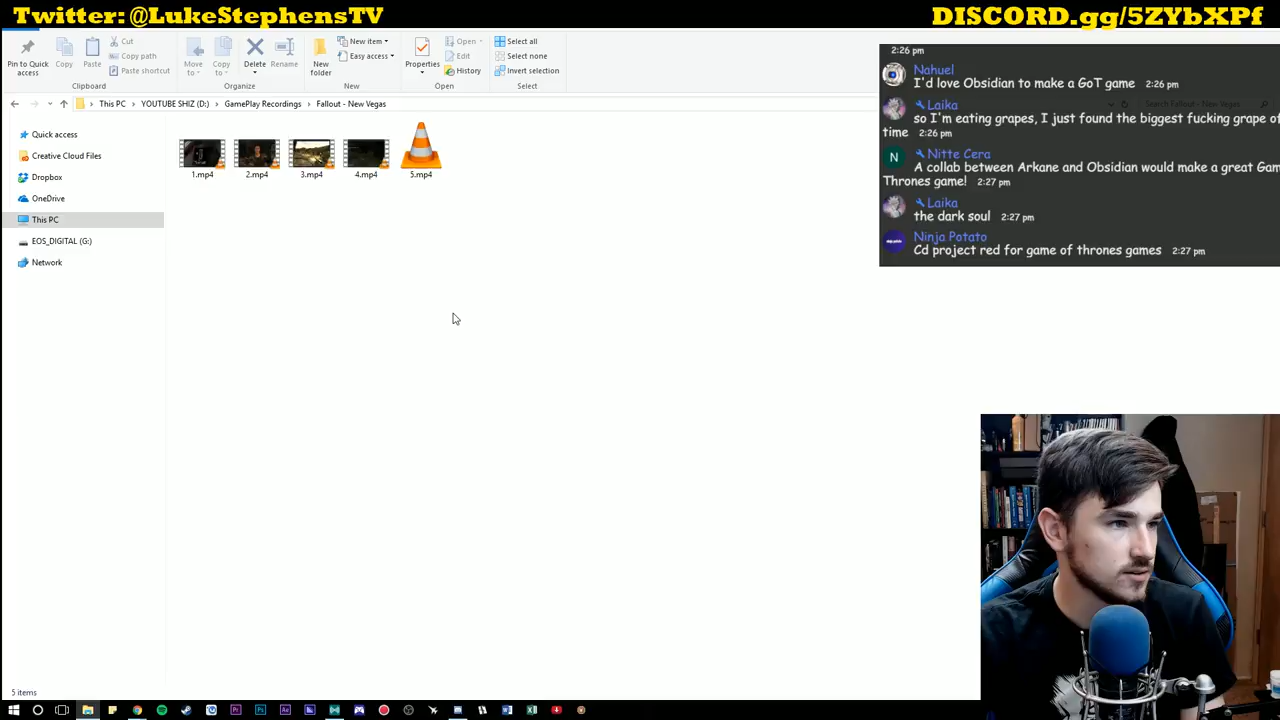 Twitter: @LukeStephensTV
DISCORD.gg/5ZYbXPf
Pin to Quick access
Copy
Paste
Cut
Copy path
Paste shortcut
Clipboard
Move to
Copy to
Delete
Rename
Organize
New folder
New item
Easy access
New
Properties
Open
Edit
History
Open
Select all
Select none
Invert selection
Select
This PC > YOUTUBE SHIZ (D:) > GamePlay Recordings > Fallout - New Vegas
Search Fallout - New Vegas
Quick access
Creative Cloud Files
Dropbox
OneDrive
This PC
EOS_DIGITAL (G:)
Network
1.mp4
2.mp4
3.mp4
4.mp4
5.mp4
2:26 pm
Nahuel
I'd love Obsidian to make a GoT game 2:26 pm
Laika
so I'm eating grapes, I just found the biggest fucking grape of
time 2:26 pm
N
Nitte Cera
A collab between Arkane and Obsidian would make a great Gam
Thrones game! 2:27 pm
Laika
the dark soul 2:27 pm
Ninja Potato
Cd project red for game of thrones games 2:27 pm
5 items